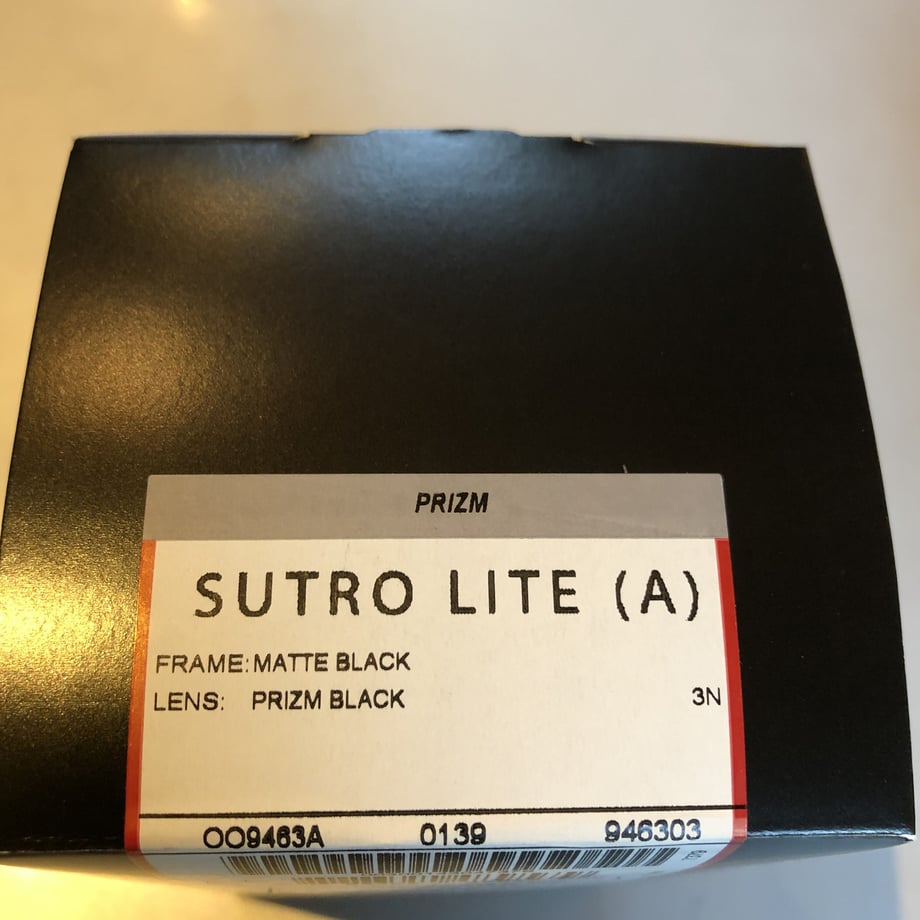 PRIZM
SUTRO LITE (A)
FRAME: MATTE BLACK
LENS: PRIZM BLACK 3N
OO9463A 0139 946303